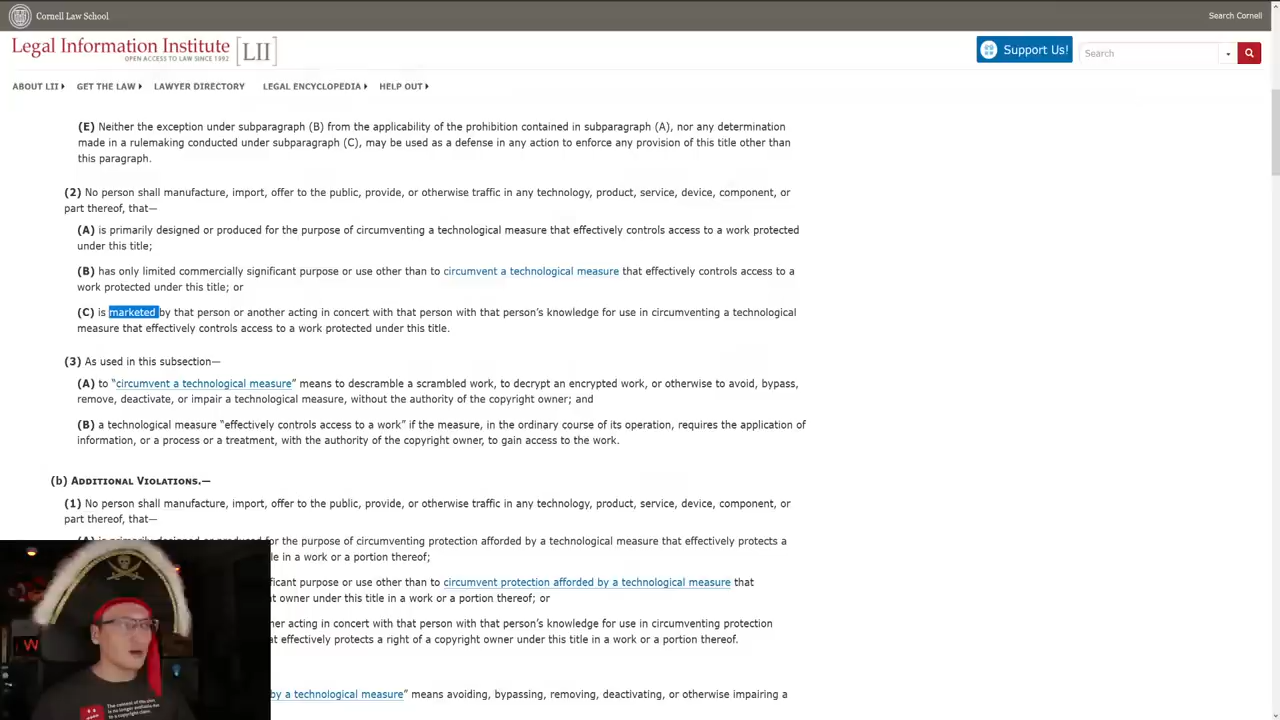 Cornell Law School
Search Cornell
Legal Information Institute [LII]
OPEN ACCESS TO LAW SINCE 1992
Support Us!
Search
ABOUT LII
GET THE LAW
LAWYER DIRECTORY
LEGAL ENCYCLOPEDIA
HELP OUT
(E) Neither the exception under subparagraph (B) from the applicability of the prohibition contained in subparagraph (A), nor any determination
made in a rulemaking conducted under subparagraph (C), may be used as a defense in any action to enforce any provision of this title other than
this paragraph.
(2) No person shall manufacture, import, offer to the public, provide, or otherwise traffic in any technology, product, service, device, component, or
part thereof, that—
(A) is primarily designed or produced for the purpose of circumventing a technological measure that effectively controls access to a work protected
under this title;
(B) has only limited commercially significant purpose or use other than to circumvent a technological measure that effectively controls access to a
work protected under this title; or
(C) is marketed by that person or another acting in concert with that person with that person's knowledge for use in circumventing a technological
measure that effectively controls access to a work protected under this title.
(3) As used in this subsection—
(A) to “circumvent a technological measure” means to descramble a scrambled work, to decrypt an encrypted work, or otherwise to avoid, bypass,
remove, deactivate, or impair a technological measure, without the authority of the copyright owner; and
(B) a technological measure “effectively controls access to a work” if the measure, in the ordinary course of its operation, requires the application of
information, or a process or a treatment, with the authority of the copyright owner, to gain access to the work.
(b) ADDITIONAL VIOLATIONS.—
(1) No person shall manufacture, import, offer to the public, provide, or otherwise traffic in any technology, product, service, device, component, or
part thereof, that—
(A) is primarily designed or produced for the purpose of circumventing protection afforded by a technological measure that effectively protects a
le in a work or a portion thereof;
ficant purpose or use other than to circumvent protection afforded by a technological measure that
t owner under this title in a work or a portion thereof; or
her acting in concert with that person with that person's knowledge for use in circumventing protection
at effectively protects a right of a copyright owner under this title in a work or a portion thereof.
by a technological measure” means avoiding, bypassing, removing, deactivating, or otherwise impairing a
W
The content of the
is no longer available
to a copyright claim.